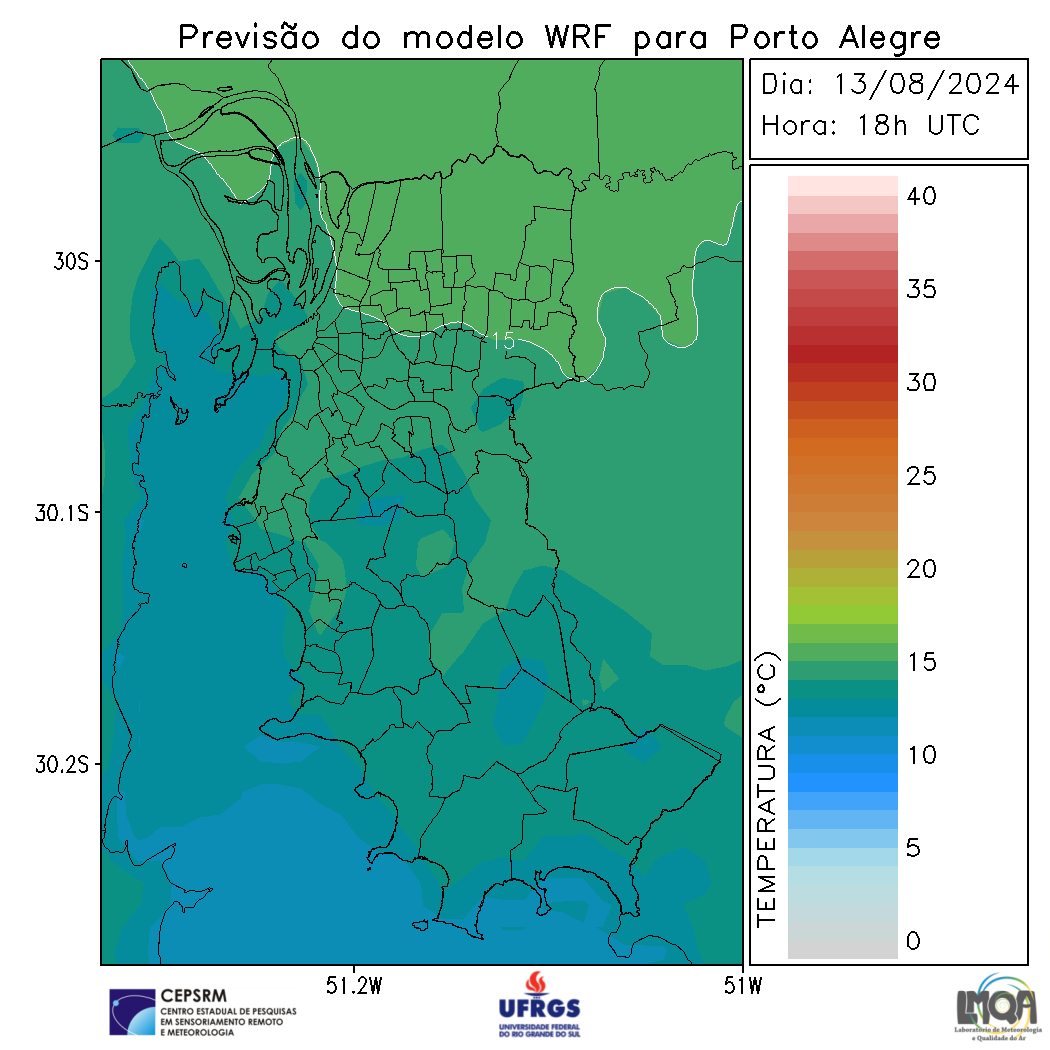 Previsão do modelo WRF para Porto Alegre
Dia: 13/08/2024
Hora: 18h UTC
40
35
30
25
20
15
10
5
0
TEMPERATURA (°C)
30S
30.1S
30.2S
15
51.2W
51W
CEPSRM
CENTRO ESTADUAL DE PESQUISAS
EM SENSORIAMENTO REMOTO
E METEOROLOGIA
UFRGS
UNIVERSIDADE FEDERAL
DO RIO GRANDE DO SUL
LMQA
Laboratório de Meteorologia
e Qualidade do Ar